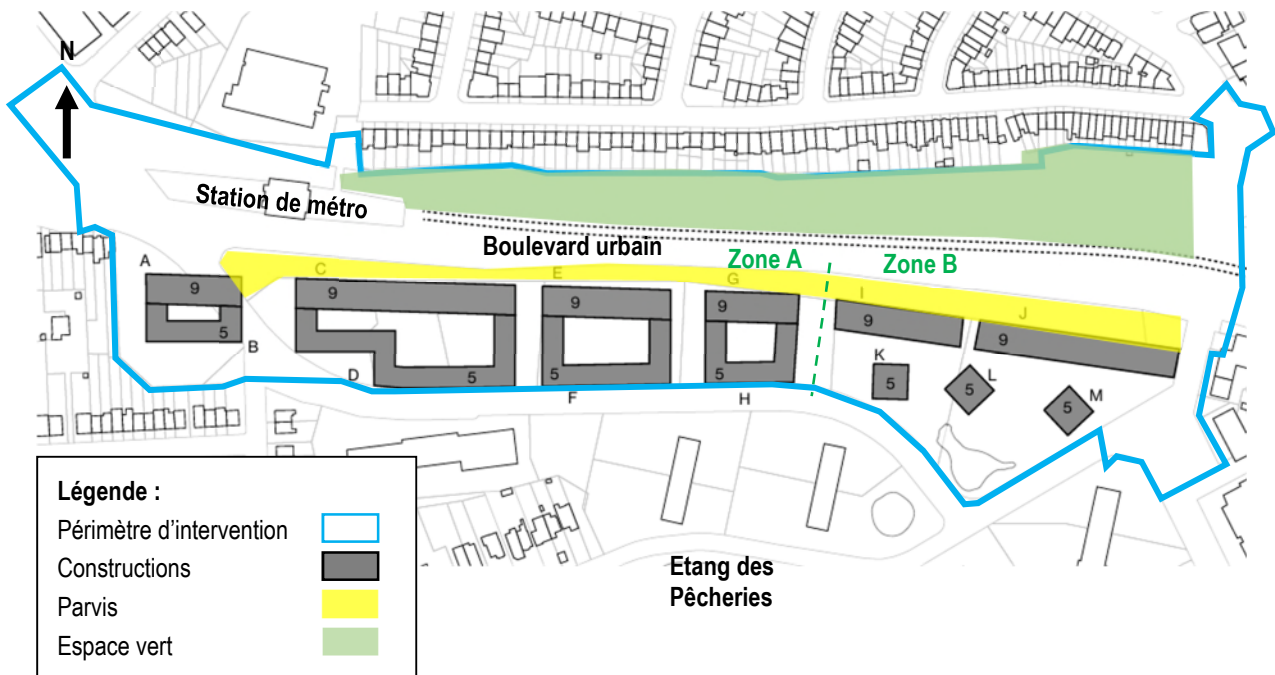 N
Station de métro
Boulevard urbain
Zone A
Zone B
A
C
E
G
I
J
9
9
9
9
9
9
5
B
D
5
F
5
H
5
K
5
L
5
M
5
Etang des
Pêcheries
Légende :
Périmètre d’intervention
Constructions
Parvis
Espace vert